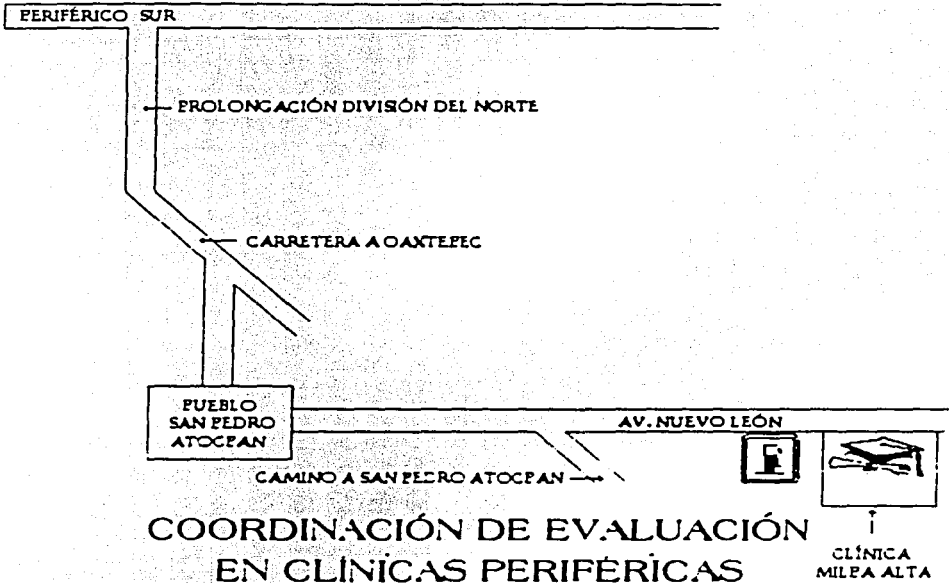 PERIFÉRICO SUR
PROLONGACIÓN DIVISIÓN DEL NORTE
CARRETERA A OAXTEPEC
PUEBLO
SAN PEDRO
ATOCPAN
AV. NUEVO LEÓN
CAMINO A SAN PEDRO ATOCPAN
COORDINACIÓN DE EVALUACIÓN
EN CLÍNICAS PERIFÉRICAS
CLÍNICA
MILPA ALTA